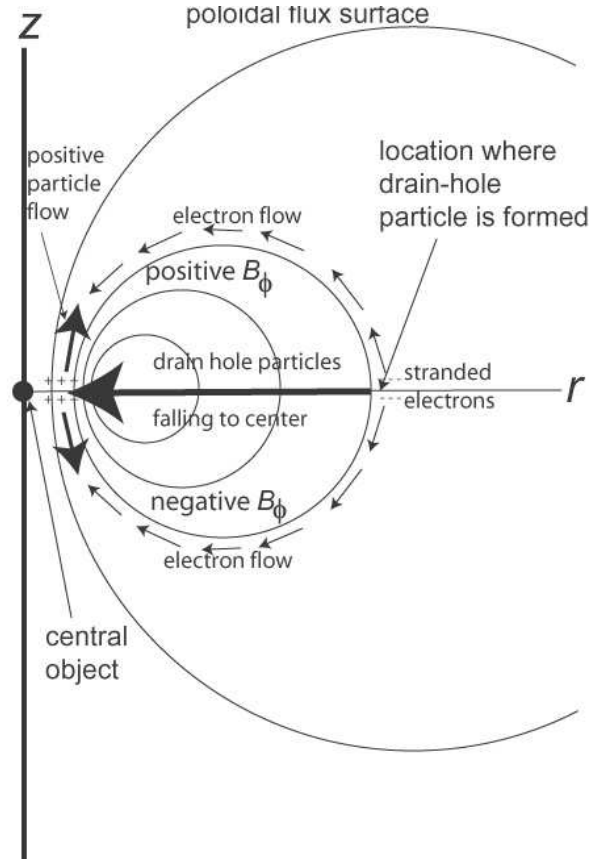 poloidal flux surface
z
positive
particle
flow
location where
drain-hole
particle is formed
electron flow
positive Bϕ
+ + +
drain hole particles
stranded
r
+ + +
falling to center
electrons
negative Bϕ
electron flow
central
object